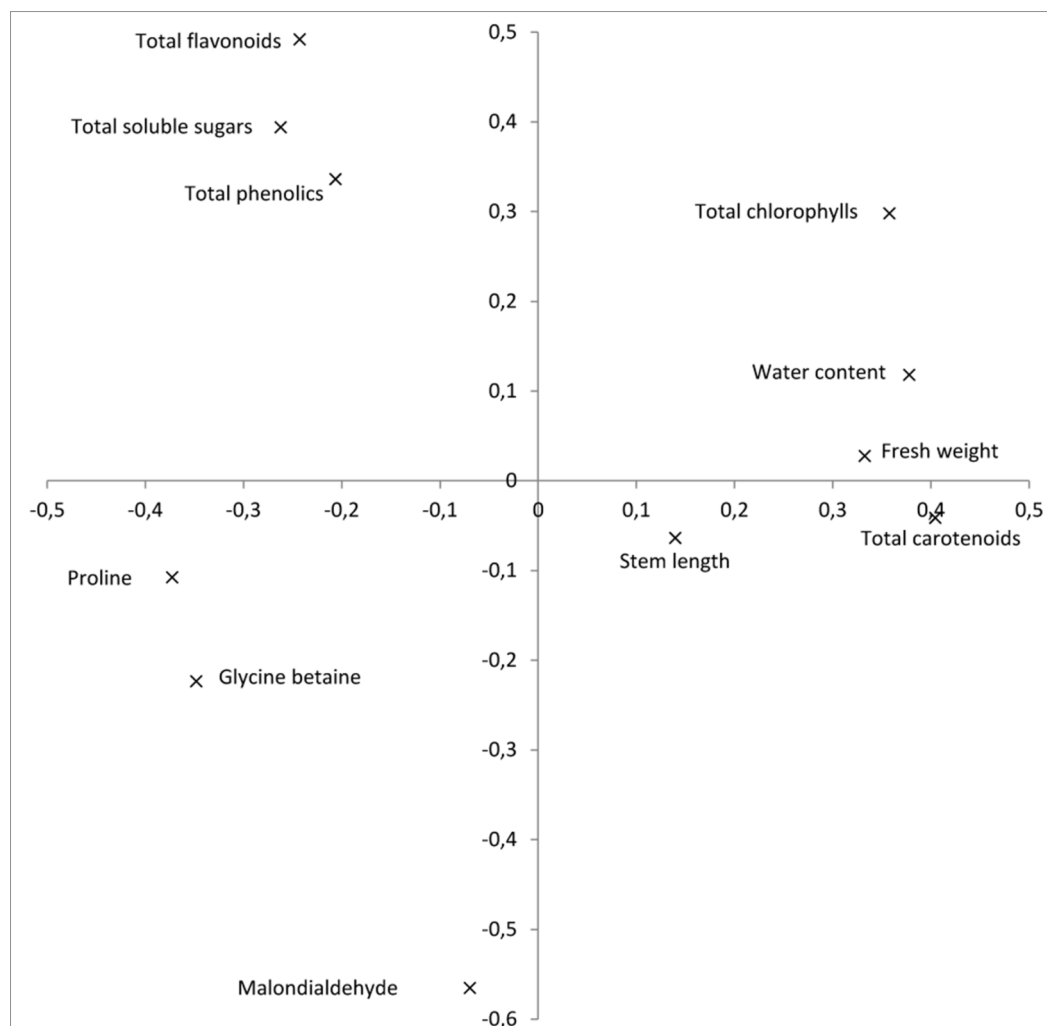 0,5
Total flavonoids
Total soluble sugars
0,4
Total phenolics
0,3
Total chlorophylls
0,2
Water content
0,1
Fresh weight
0
-0,5 -0,4 -0,3 -0,2 -0,1 0 0,1 0,2 0,3 0,4 0,5
Total carotenoids
Stem length
-0,1
Proline
-0,2
Glycine betaine
-0,3
-0,4
-0,5
Malondialdehyde
-0,6